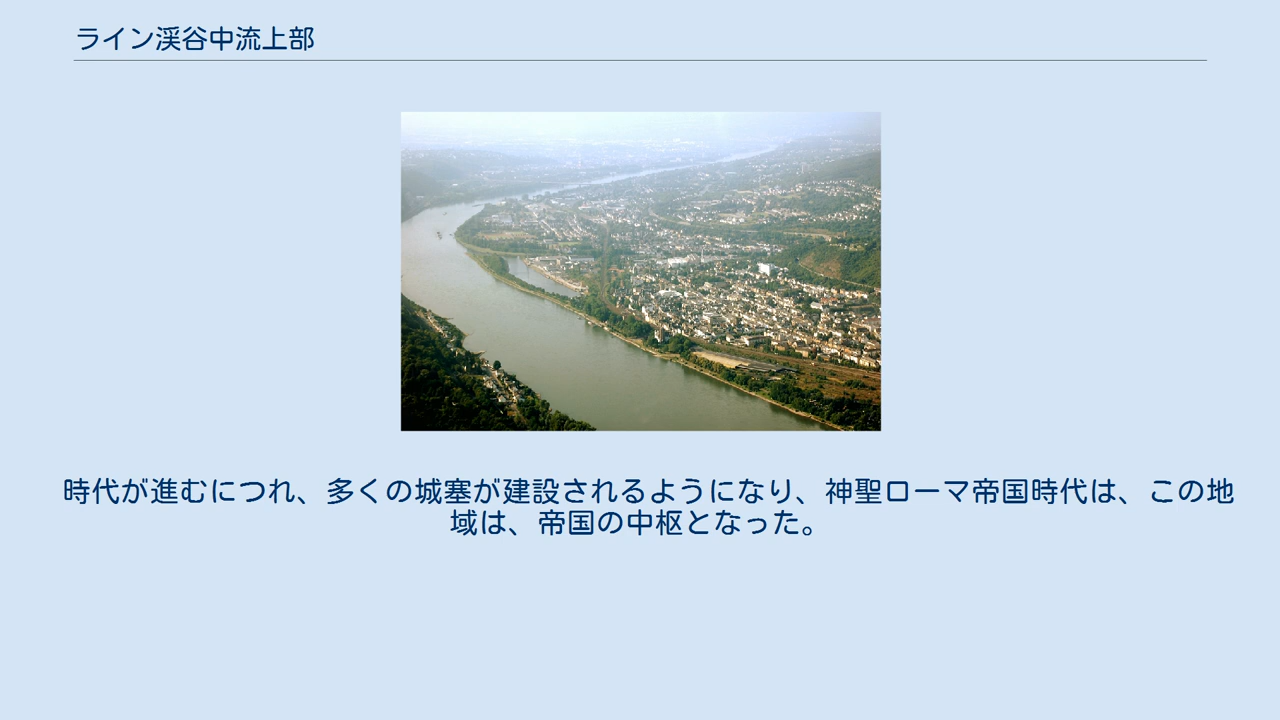 ライン渓谷中流上部
時代が進むにつれ、多くの城塞が建設されるようになり、神聖ローマ帝国時代は、この地
域は、帝国の中枢となった。